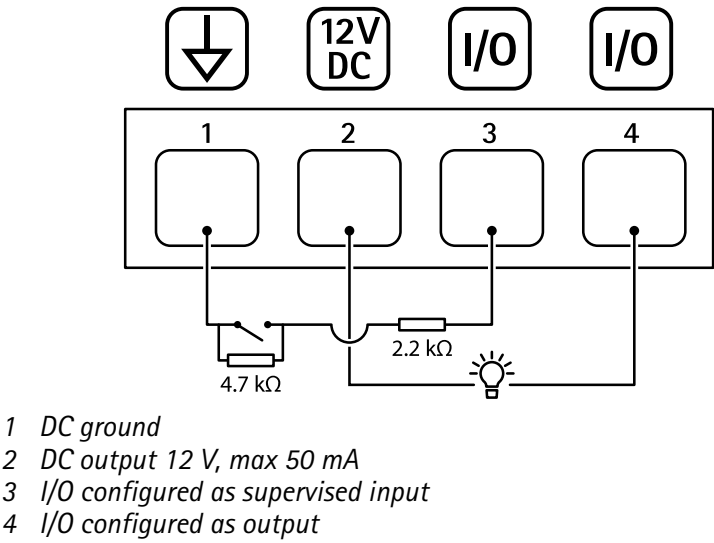 12V
DC
I/O
I/O
1
2
3
4
2.2 kΩ
4.7 kΩ
1 DC ground
2 DC output 12 V, max 50 mA
3 I/O configured as supervised input
4 I/O configured as output